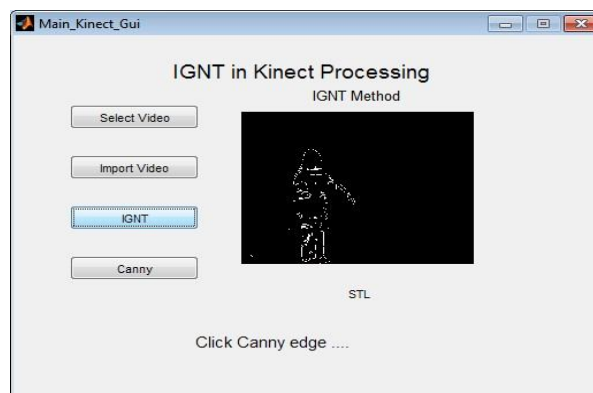 Main_Kinect_Gui
IGNT in Kinect Processing
IGNT Method
Select Video
Import Video
IGNT
Canny
STL
Click Canny edge ....